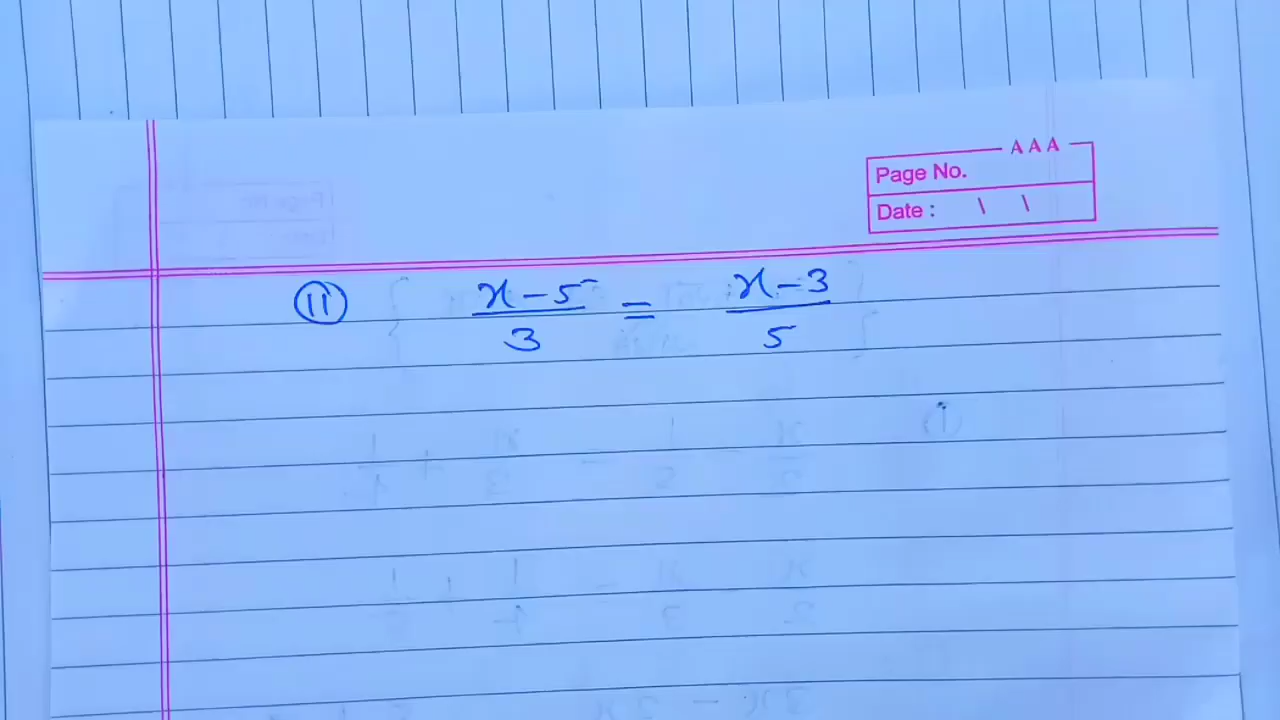 AAA
Page No.
Date : \ \
(11) x-5/3 = x-3/5